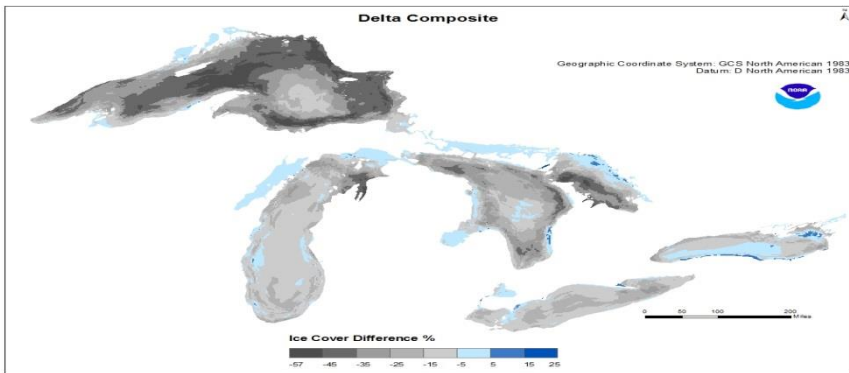 Delta Composite
N
Geographic Coordinate System: GCS North American 1983
Datum: D North American 1983
NOAA
0 50 100 200
Miles
Ice Cover Difference %
-57 -45 -35 -25 -15 -5 5 15 25